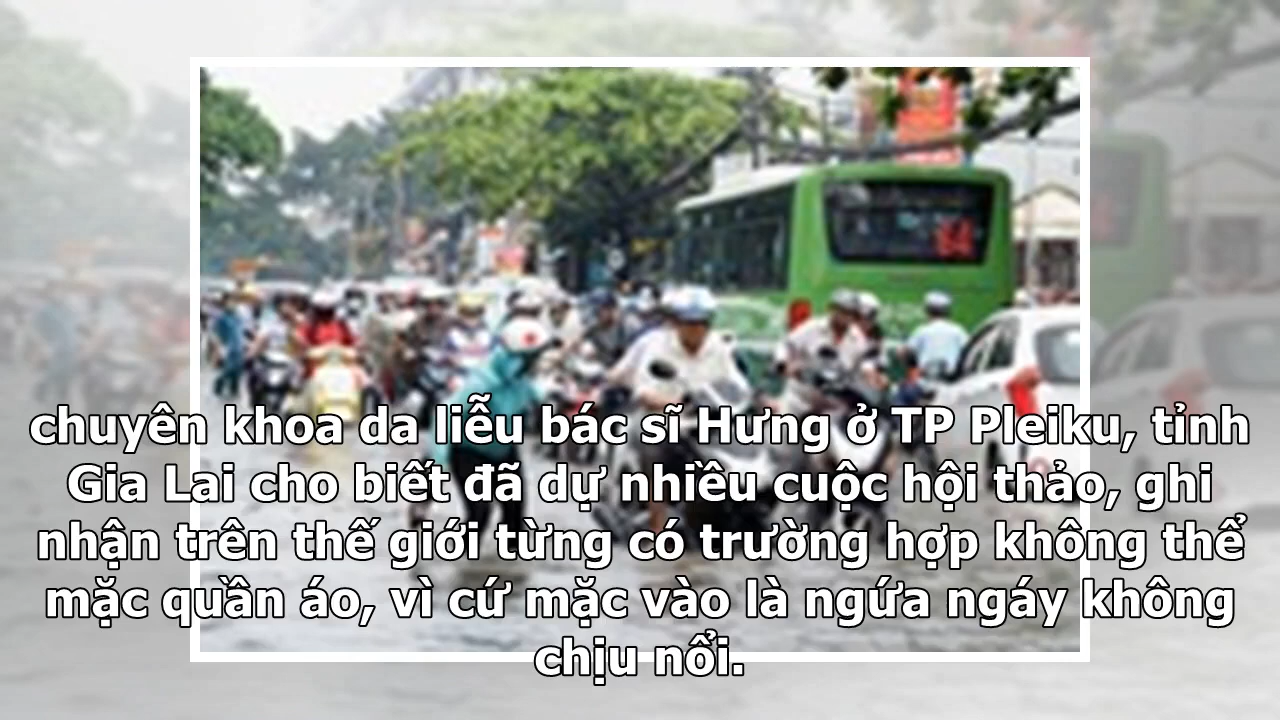 chuyên khoa da liễu bác sĩ Hưng ở TP Pleiku, tỉnh
Gia Lai cho biết đã dự nhiều cuộc hội thảo, ghi
nhận trên thế giới từng có trường hợp không thể
mặc quần áo, vì cứ mặc vào là ngứa ngáy không
chịu nổi.